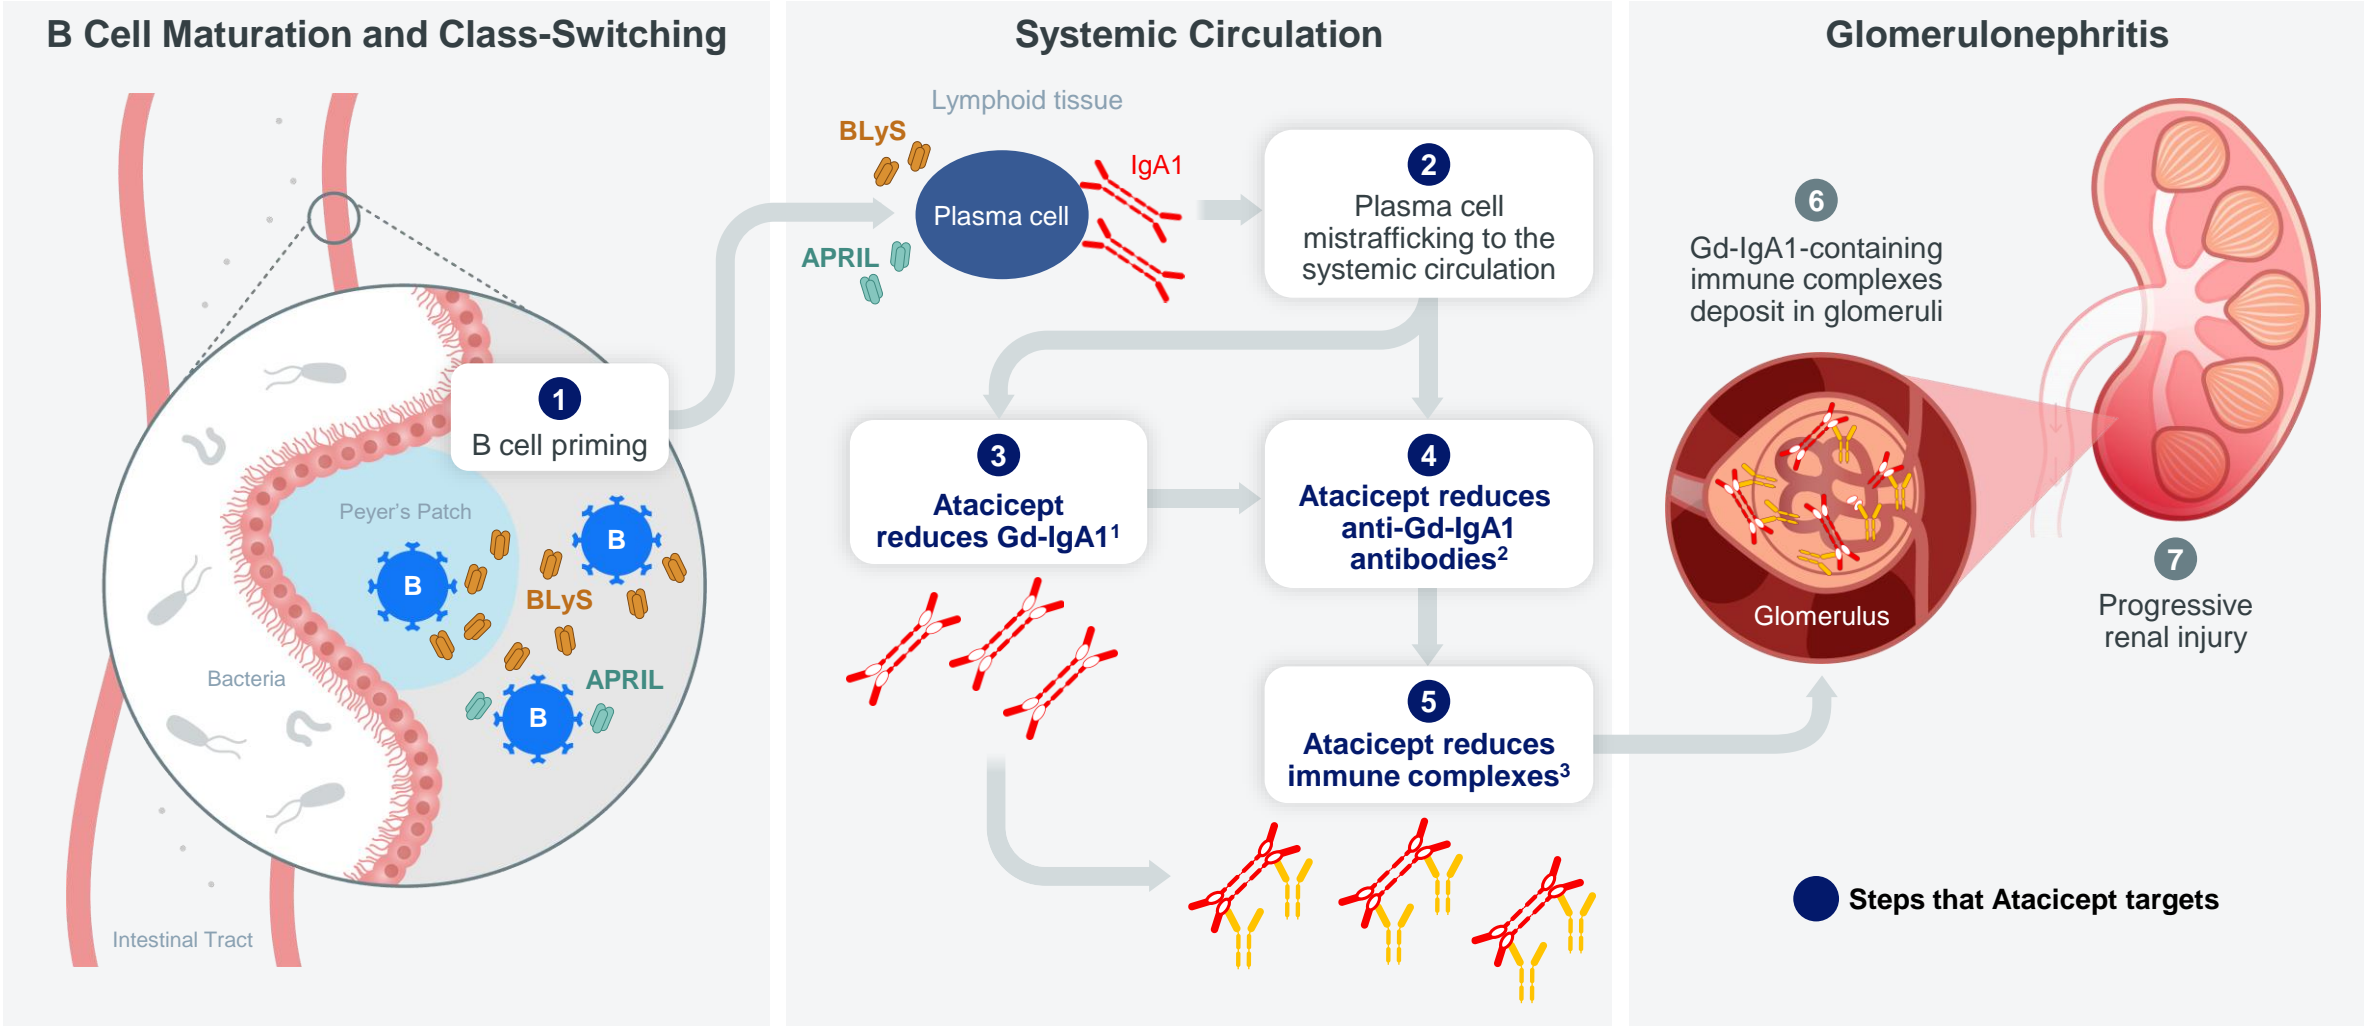 B Cell Maturation and Class-Switching
1
B cell priming
Peyer's Patch
B
B
BLyS
Bacteria
APRIL
B
Intestinal Tract
Systemic Circulation
Lymphoid tissue
BLyS
IgA1
Plasma cell
APRIL
2
Plasma cell
mistrafficking to the
systemic circulation
3
Atacicept
reduces Gd-IgA1¹
4
Atacicept reduces
anti-Gd-IgA1
antibodies²
5
Atacicept reduces
immune complexes³
Glomerulonephritis
6
Gd-IgA1-containing
immune complexes
deposit in glomeruli
Glomerulus
7
Progressive
renal injury
Steps that Atacicept targets